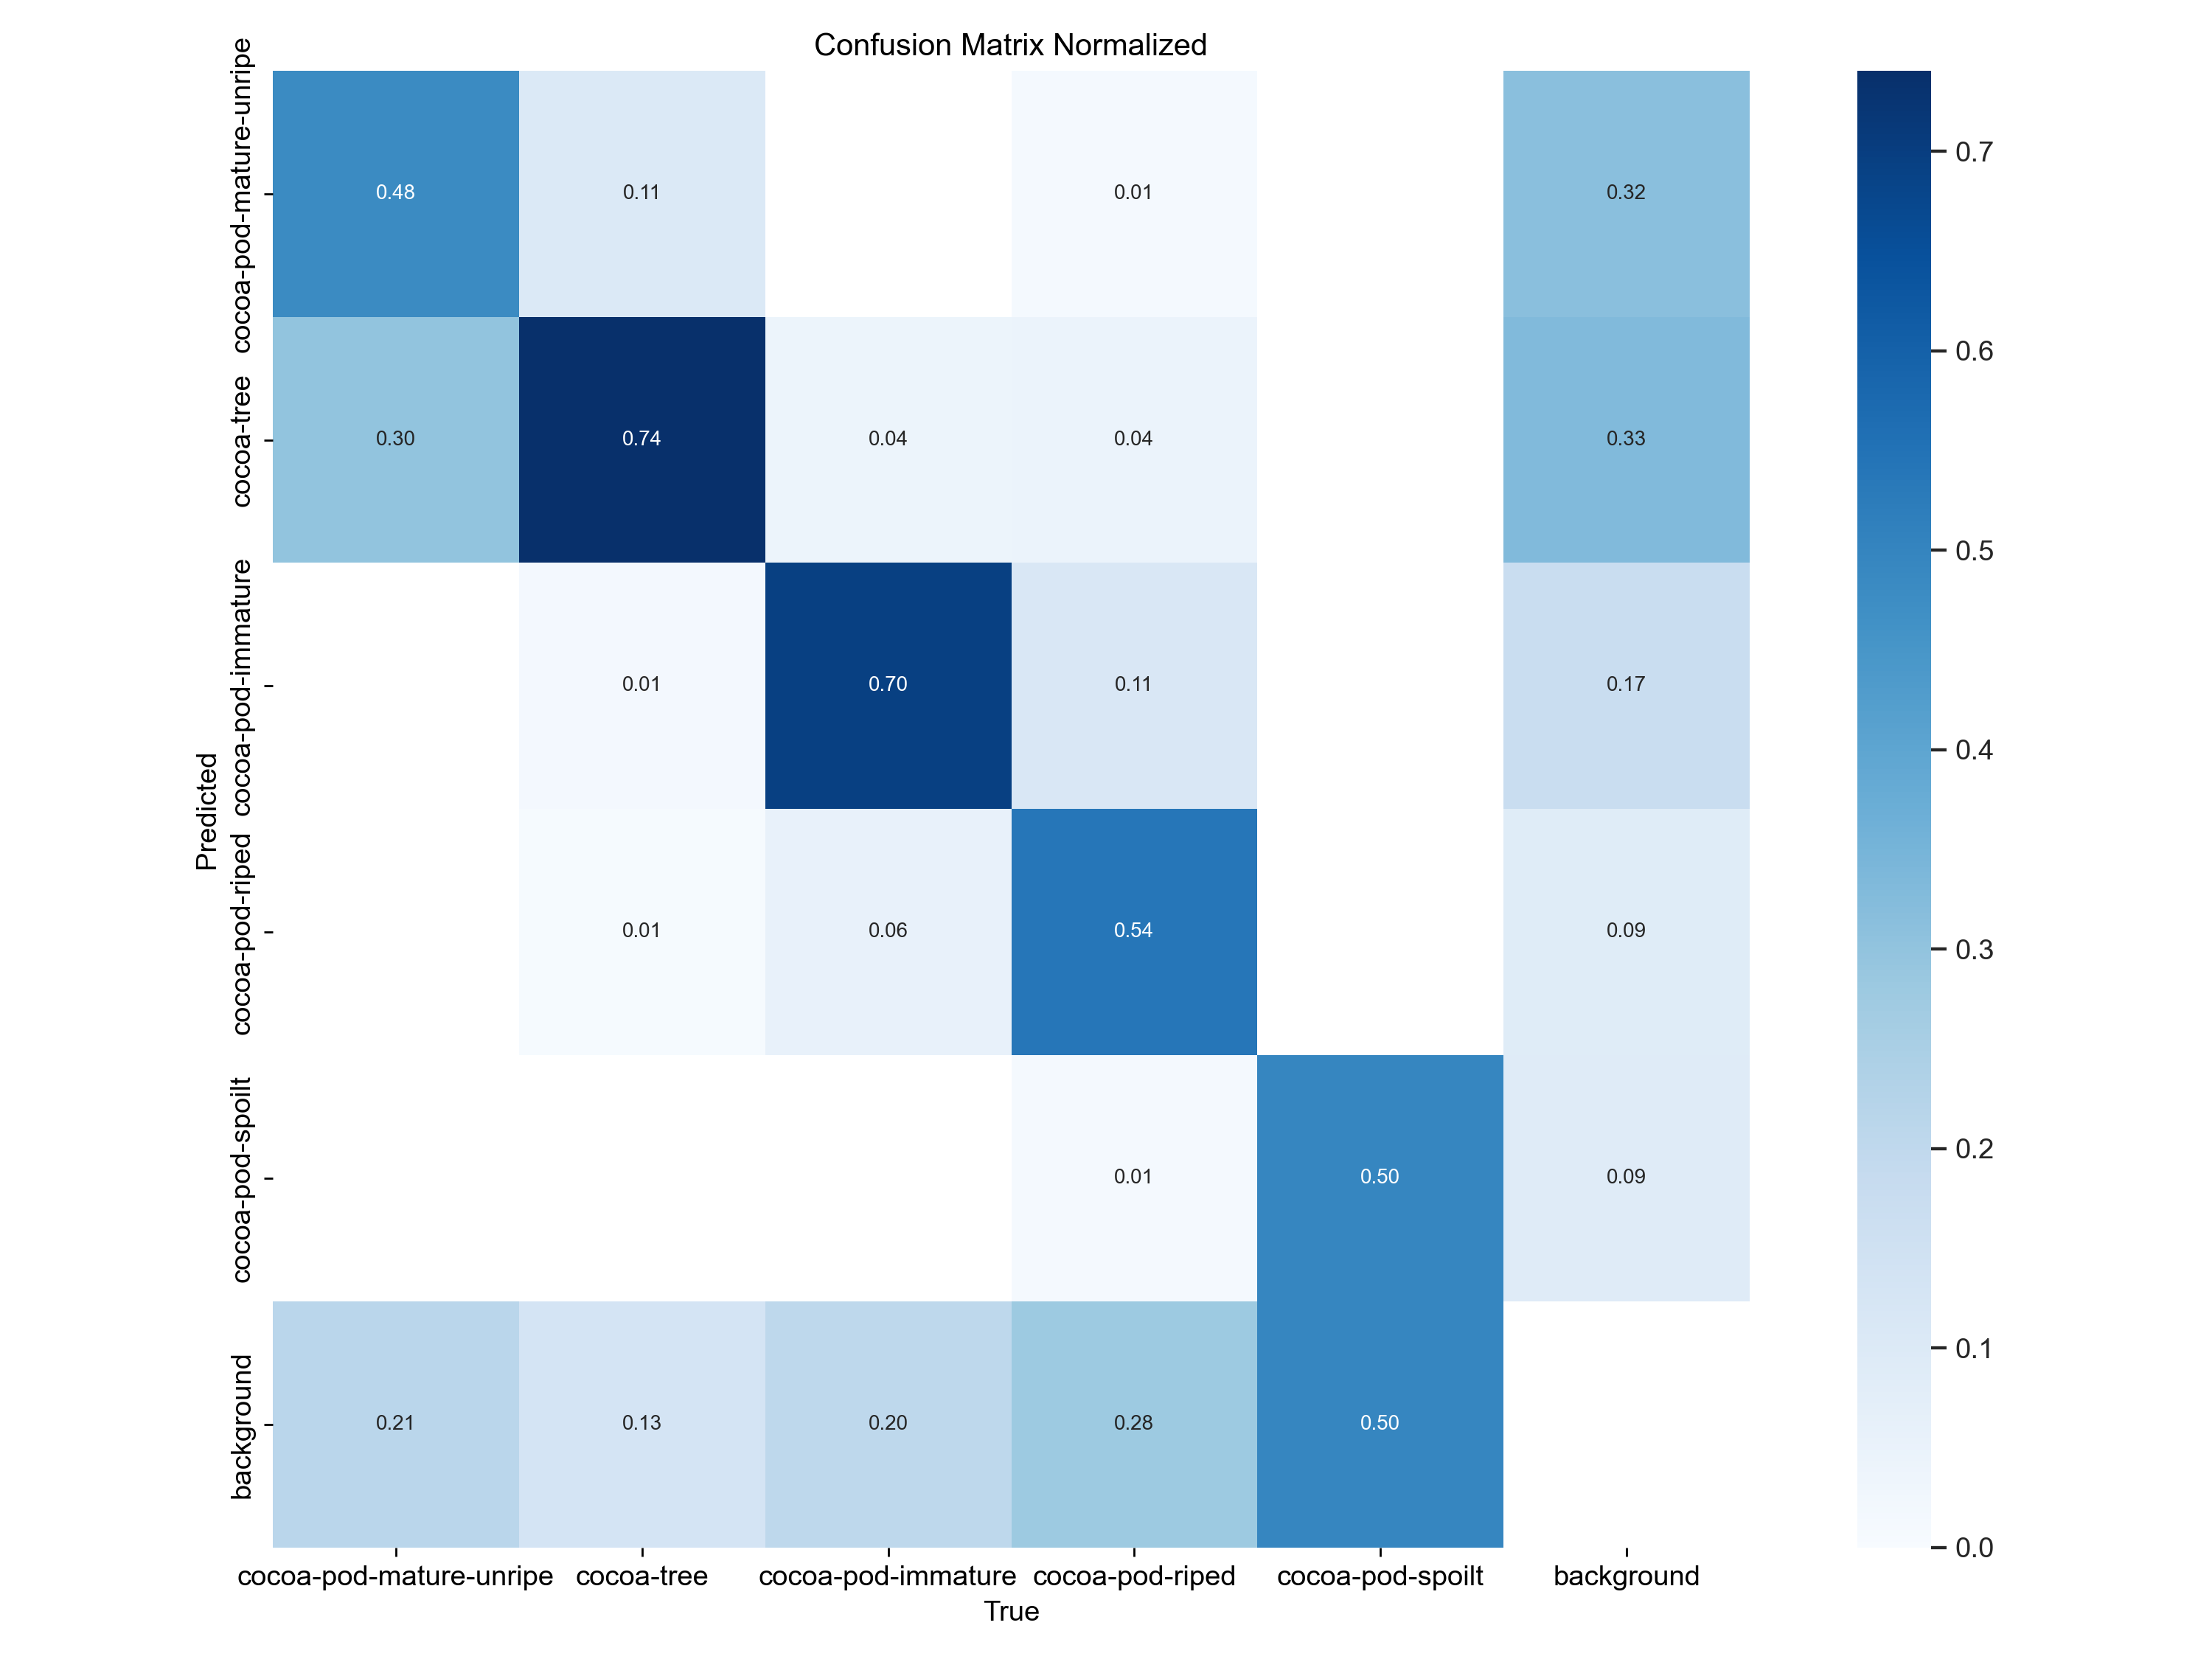 Confusion Matrix Normalized
cocoa-pod-mature-unripe
0.48
0.11
0.01
0.32
cocoa-tree
0.30
0.74
0.04
0.04
0.33
cocoa-pod-immature
0.01
0.70
0.11
0.17
cocoa-pod-riped
0.01
0.06
0.54
0.09
cocoa-pod-spoilt
0.01
0.50
0.09
background
0.21
0.13
0.20
0.28
0.50
Predicted
cocoa-pod-mature-unripe
cocoa-tree
cocoa-pod-immature
cocoa-pod-riped
cocoa-pod-spoilt
background
True
0.7
0.6
0.5
0.4
0.3
0.2
0.1
0.0